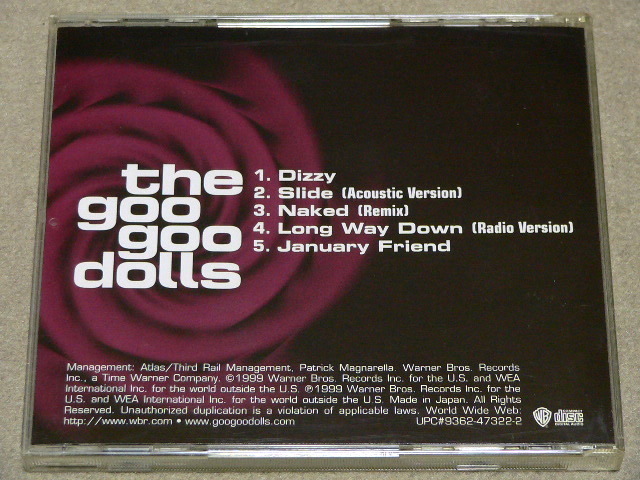 the
goo
goo
dolls
1. Dizzy
2. Slide (Acoustic Version)
3. Naked (Remix)
4. Long Way Down (Radio Version)
5. January Friend
Management: Atlas/Third Rail Management, Patrick Magnarella. Warner Bros. Records
Inc., a Time Warner Company. ©1999 Warner Bros. Records Inc. for the U.S. and WEA
International Inc. for the world outside the U.S. ℗1999 Warner Bros. Records Inc. for the
U.S. and WEA International Inc. for the world outside the U.S. Made in Japan. All Rights
Reserved. Unauthorized duplication is a violation of applicable laws. World Wide Web:
http://www.wbr.com • www.googoodolls.com UPC#9362-47322-2
WB
COMPACT
disc
DIGITAL AUDIO